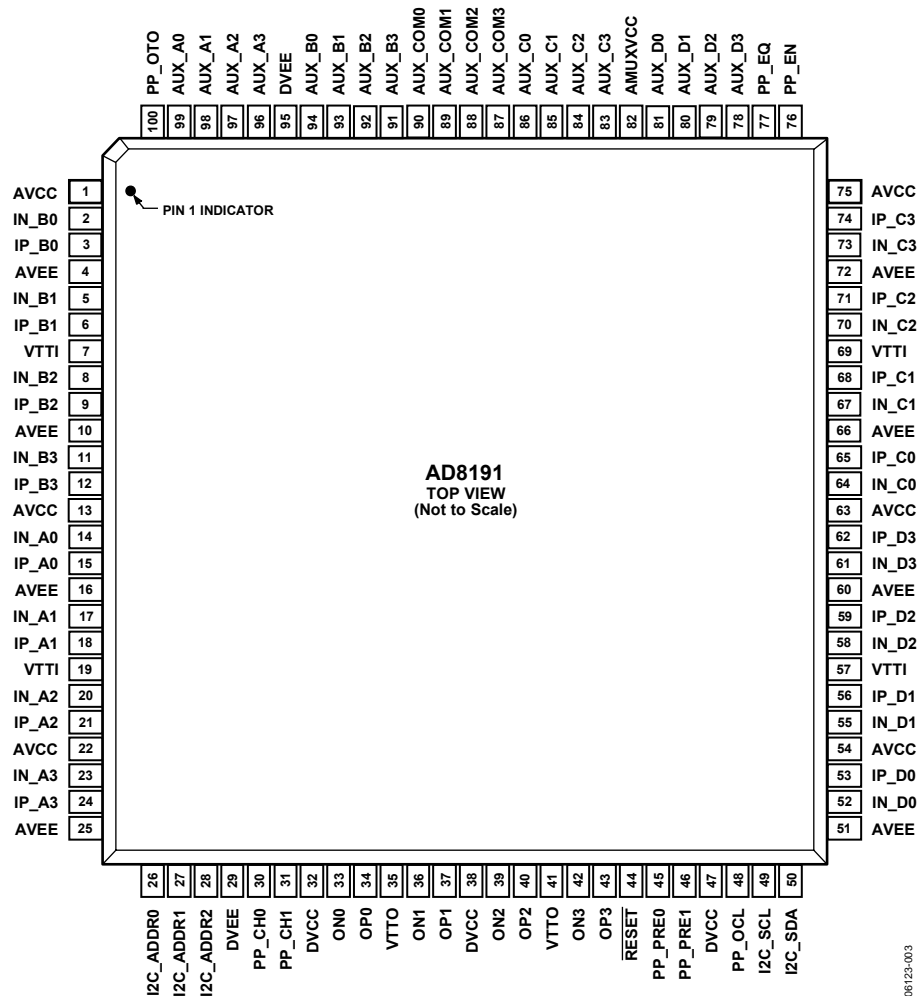 PP_OTO
AUX_A0
AUX_A1
AUX_A2
AUX_A3
DVEE
AUX_B0
AUX_B1
AUX_B2
AUX_B3
AUX_COM0
AUX_COM1
AUX_COM2
AUX_COM3
AUX_C0
AUX_C1
AUX_C2
AUX_C3
AMUXVCC
AUX_D0
AUX_D1
AUX_D2
AUX_D3
PP_EQ
PP_EN
100 99 98 97 96 95 94 93 92 91 90 89 88 87 86 85 84 83 82 81 80 79 78 77 76
AVCC 1
IN_B0 2
IP_B0 3
AVEE 4
IN_B1 5
IP_B1 6
VTTI 7
IN_B2 8
IP_B2 9
AVEE 10
IN_B3 11
IP_B3 12
AVCC 13
IN_A0 14
IP_A0 15
AVEE 16
IN_A1 17
IP_A1 18
VTTI 19
IN_A2 20
IP_A2 21
AVCC 22
IN_A3 23
IP_A3 24
AVEE 25
PIN 1 INDICATOR
AD8191
TOP VIEW
(Not to Scale)
75 AVCC
74 IP_C3
73 IN_C3
72 AVEE
71 IP_C2
70 IN_C2
69 VTTI
68 IP_C1
67 IN_C1
66 AVEE
65 IP_C0
64 IN_C0
63 AVCC
62 IP_D3
61 IN_D3
60 AVEE
59 IP_D2
58 IN_D2
57 VTTI
56 IP_D1
55 IN_D1
54 AVCC
53 IP_D0
52 IN_D0
51 AVEE
26 27 28 29 30 31 32 33 34 35 36 37 38 39 40 41 42 43 44 45 46 47 48 49 50
I2C_ADDR0
I2C_ADDR1
I2C_ADDR2
DVEE
PP_CH0
PP_CH1
DVCC
ON0
OP0
VTTO
ON1
OP1
DVCC
ON2
OP2
VTTO
ON3
OP3
RESET
PP_PRE0
PP_PRE1
DVCC
PP_OCL
I2C_SCL
I2C_SDA
06123-003